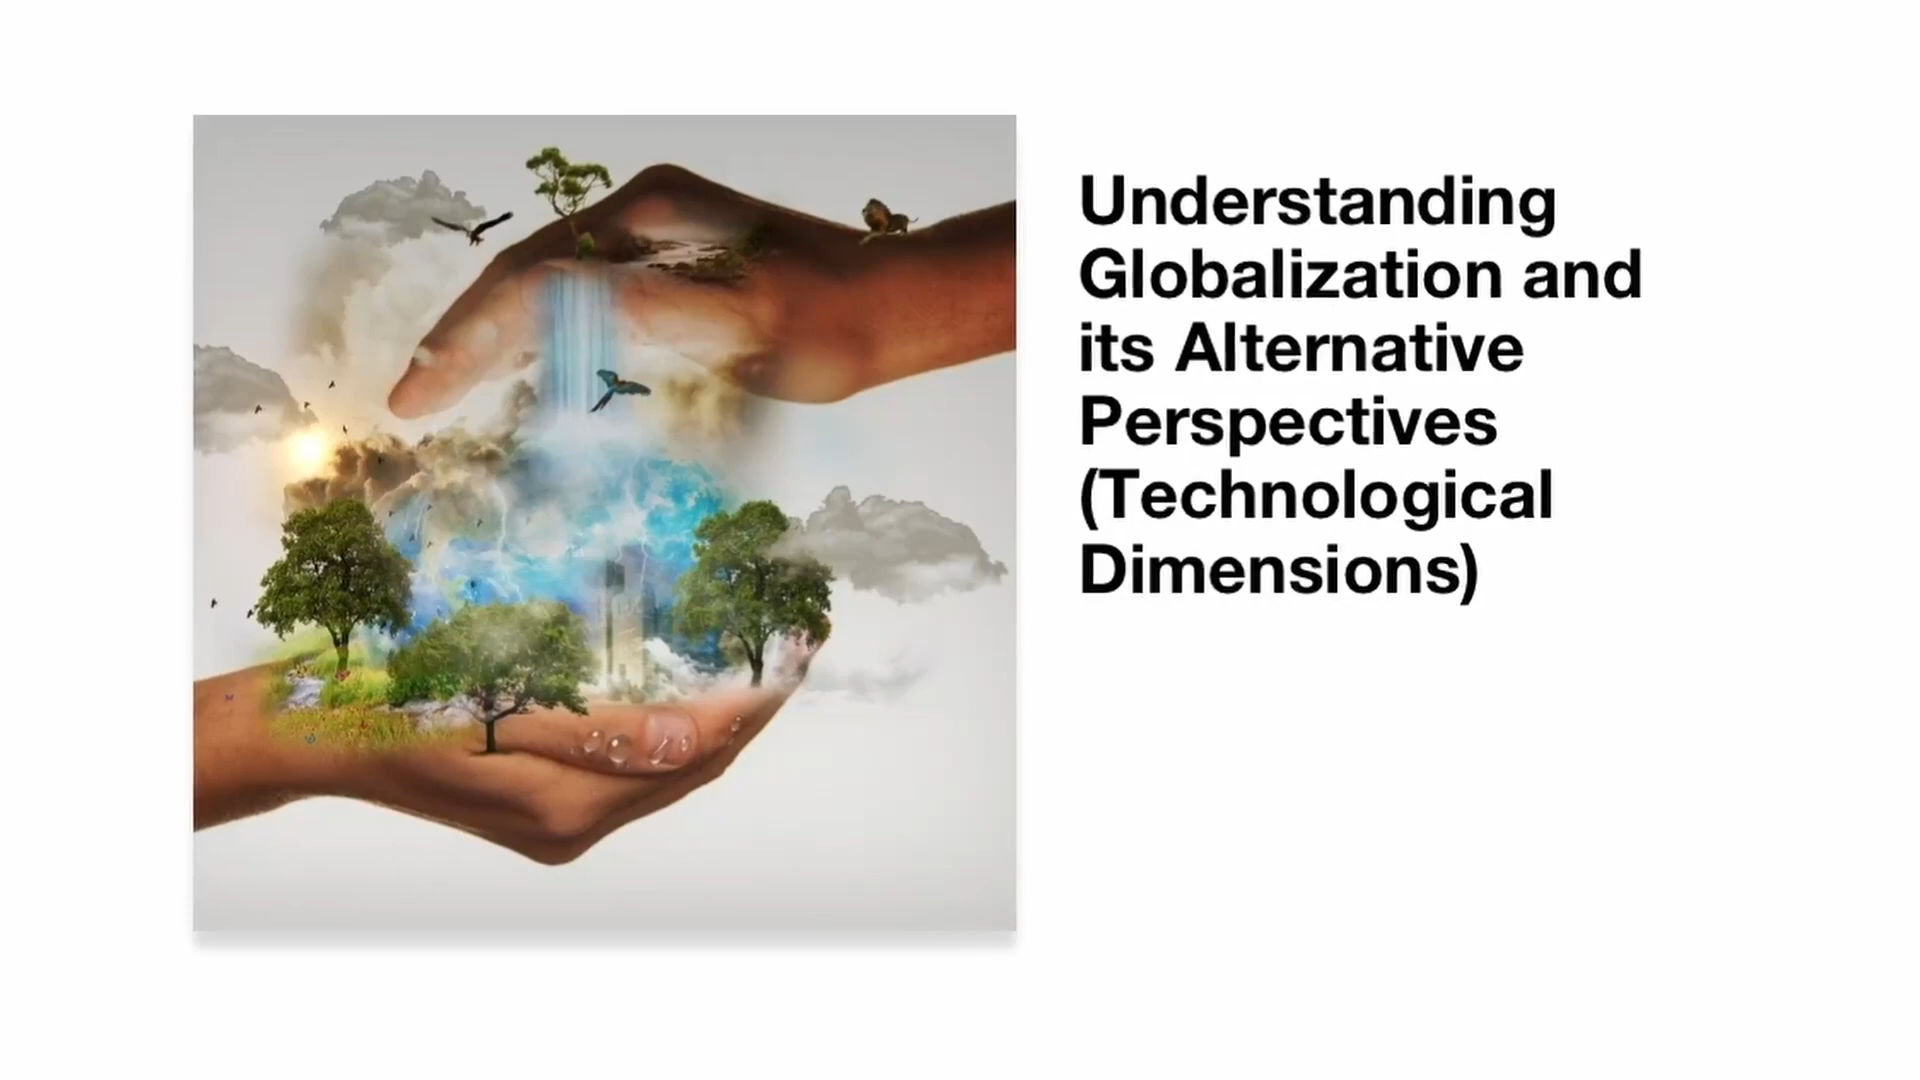 Understanding
Globalization and
its Alternative
Perspectives
(Technological
Dimensions)